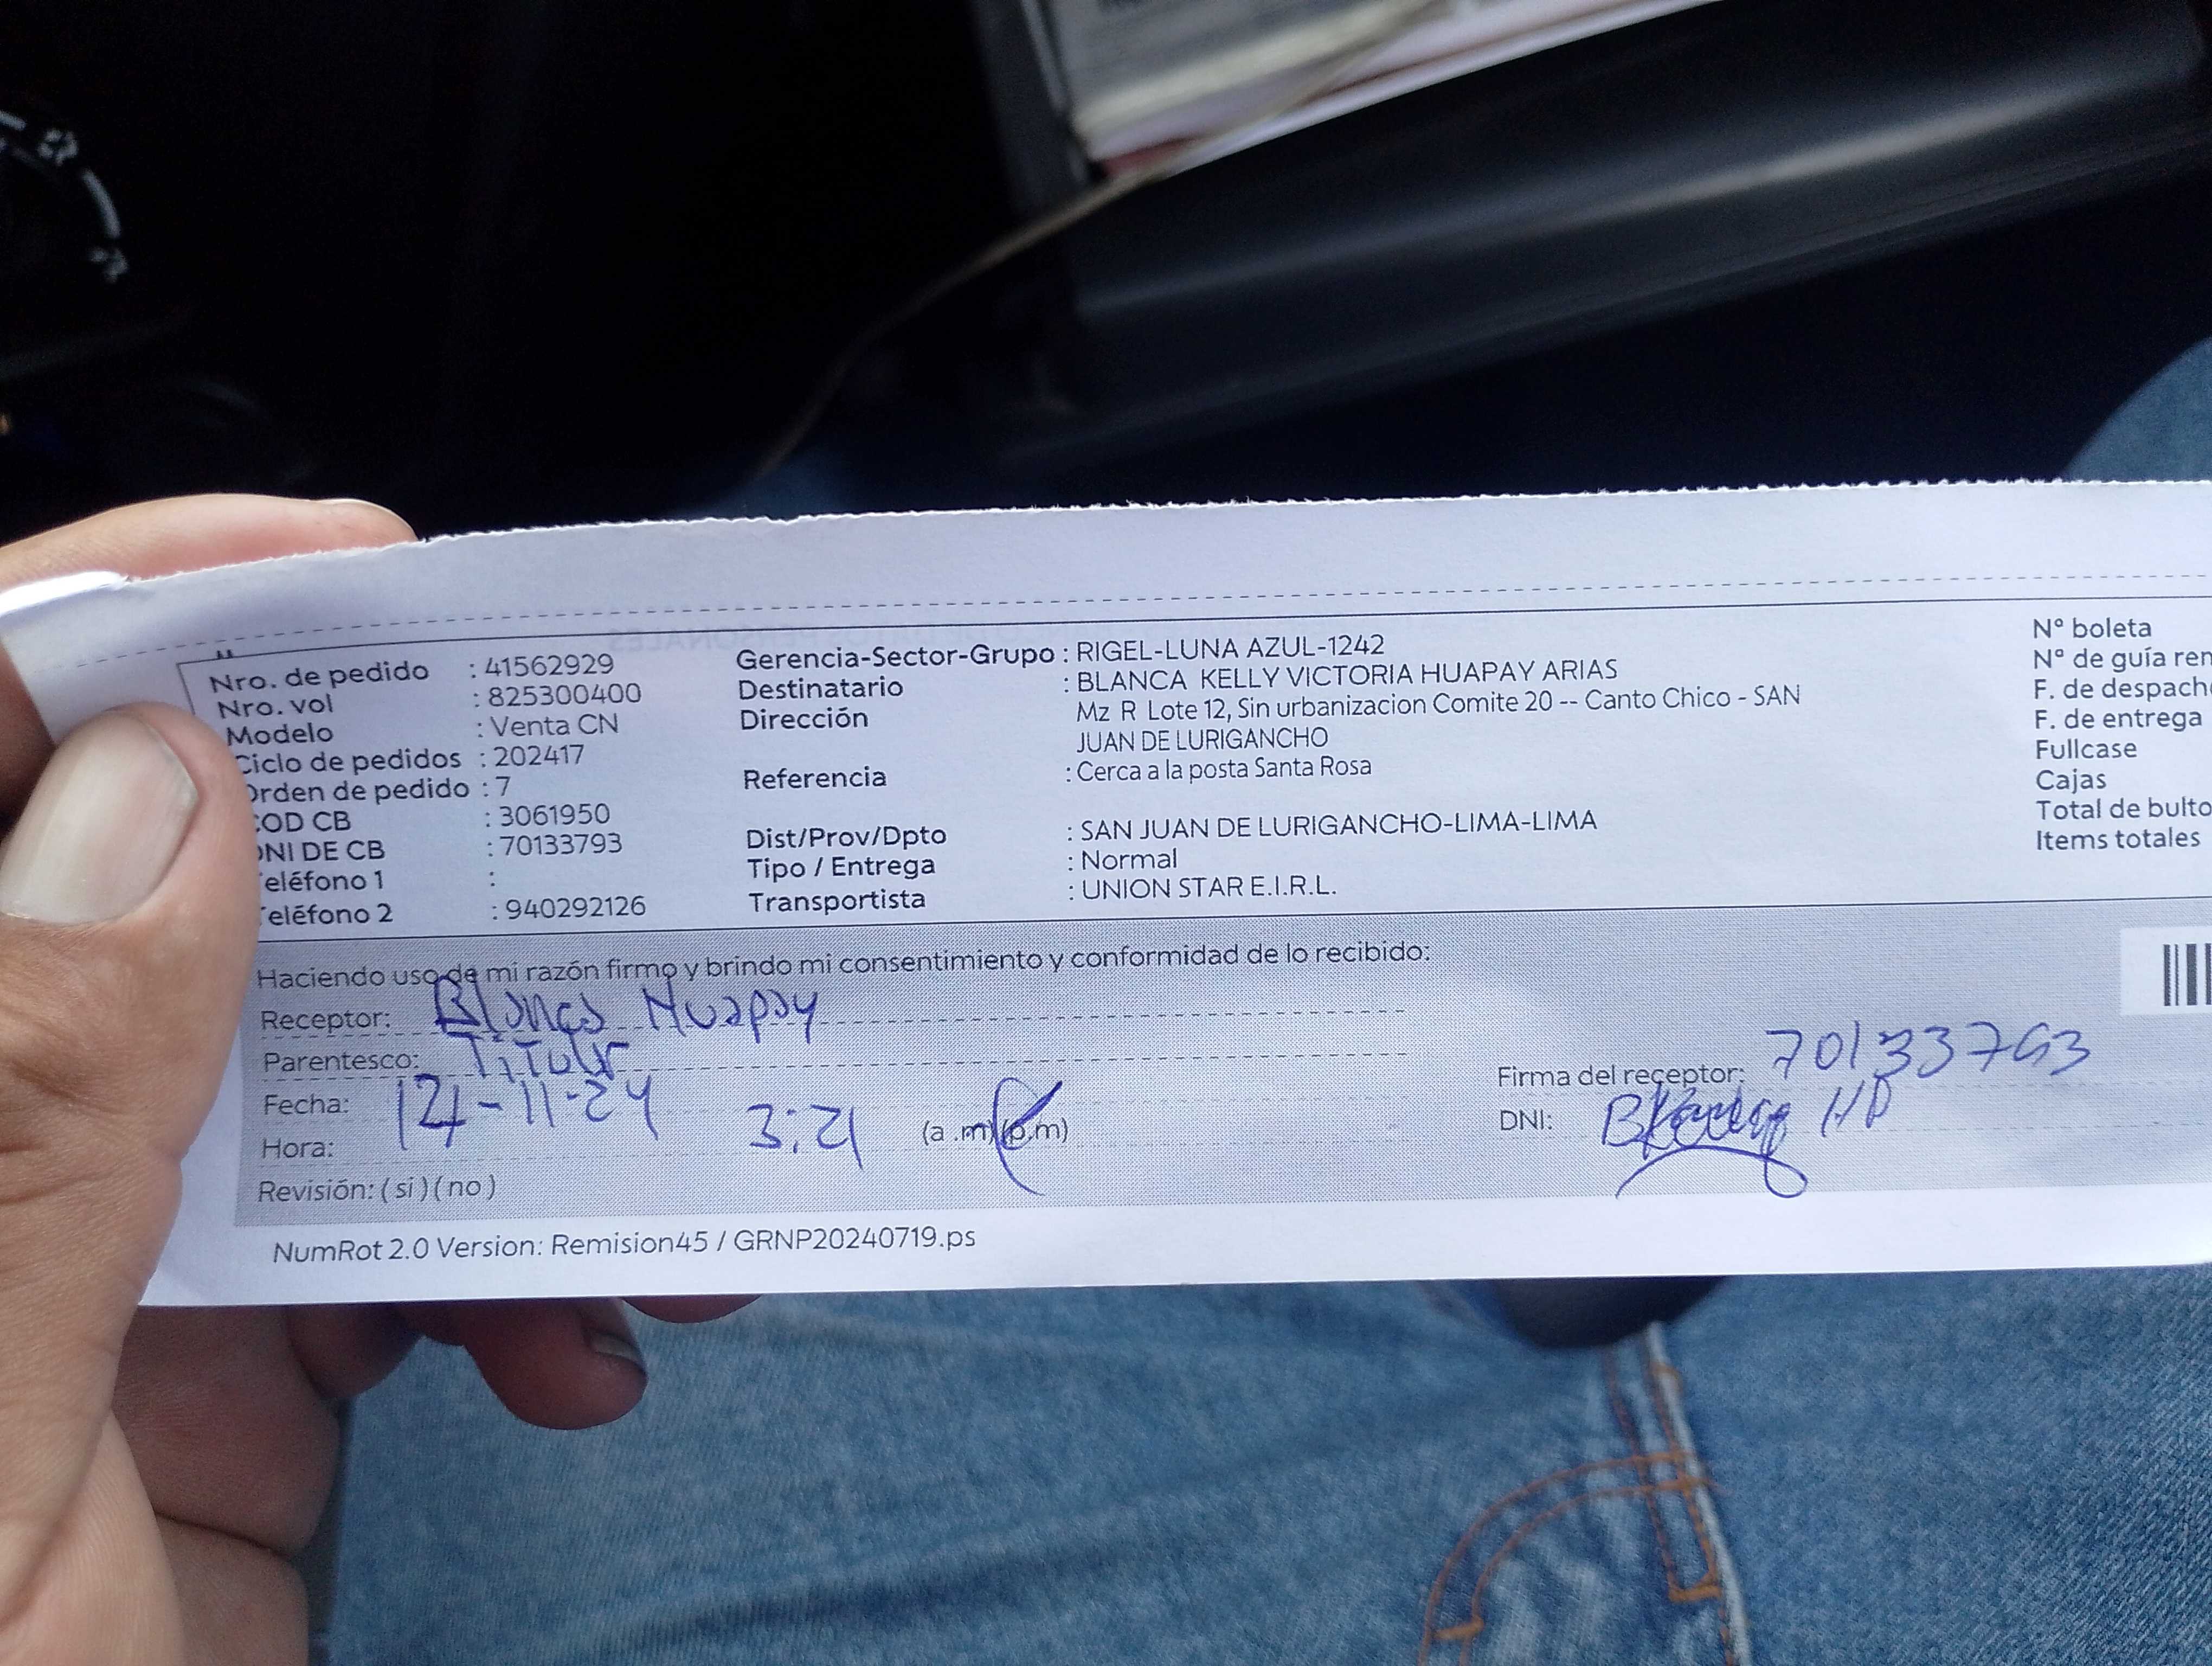 Nro. de pedido : 41562929
Nro. vol : 825300400
Modelo : Venta CN
Ciclo de pedidos : 202417
Orden de pedido : 7
COD CB : 3061950
DNI DE CB : 70133793
Teléfono 1 :
Teléfono 2 : 940292126
Gerencia-Sector-Grupo : RIGEL-LUNA AZUL-1242
Destinatario : BLANCA KELLY VICTORIA HUAPAY ARIAS
Dirección Mz R Lote 12, Sin urbanizacion Comite 20 -- Canto Chico - SAN
JUAN DE LURIGANCHO
Referencia : Cerca a la posta Santa Rosa
Dist/Prov/Dpto : SAN JUAN DE LURIGANCHO-LIMA-LIMA
Tipo / Entrega : Normal
Transportista : UNION STAR E.I.R.L.
Nº boleta
Nº de guía rem
F. de despacho
F. de entrega
Fullcase
Cajas
Total de bulto
Items totales
Haciendo uso de mi razón firmo y brindo mi consentimiento y conformidad de lo recibido:
Receptor: Blanca Huapay
Parentesco: Titular
Fecha: 14-11-24
Hora: 3:21 (a .m)(p.m)
Revisión: ( si ) ( no )
Firma del receptor: 70133793
DNI:
NumRot 2.0 Version: Remision45 / GRNP20240719.ps